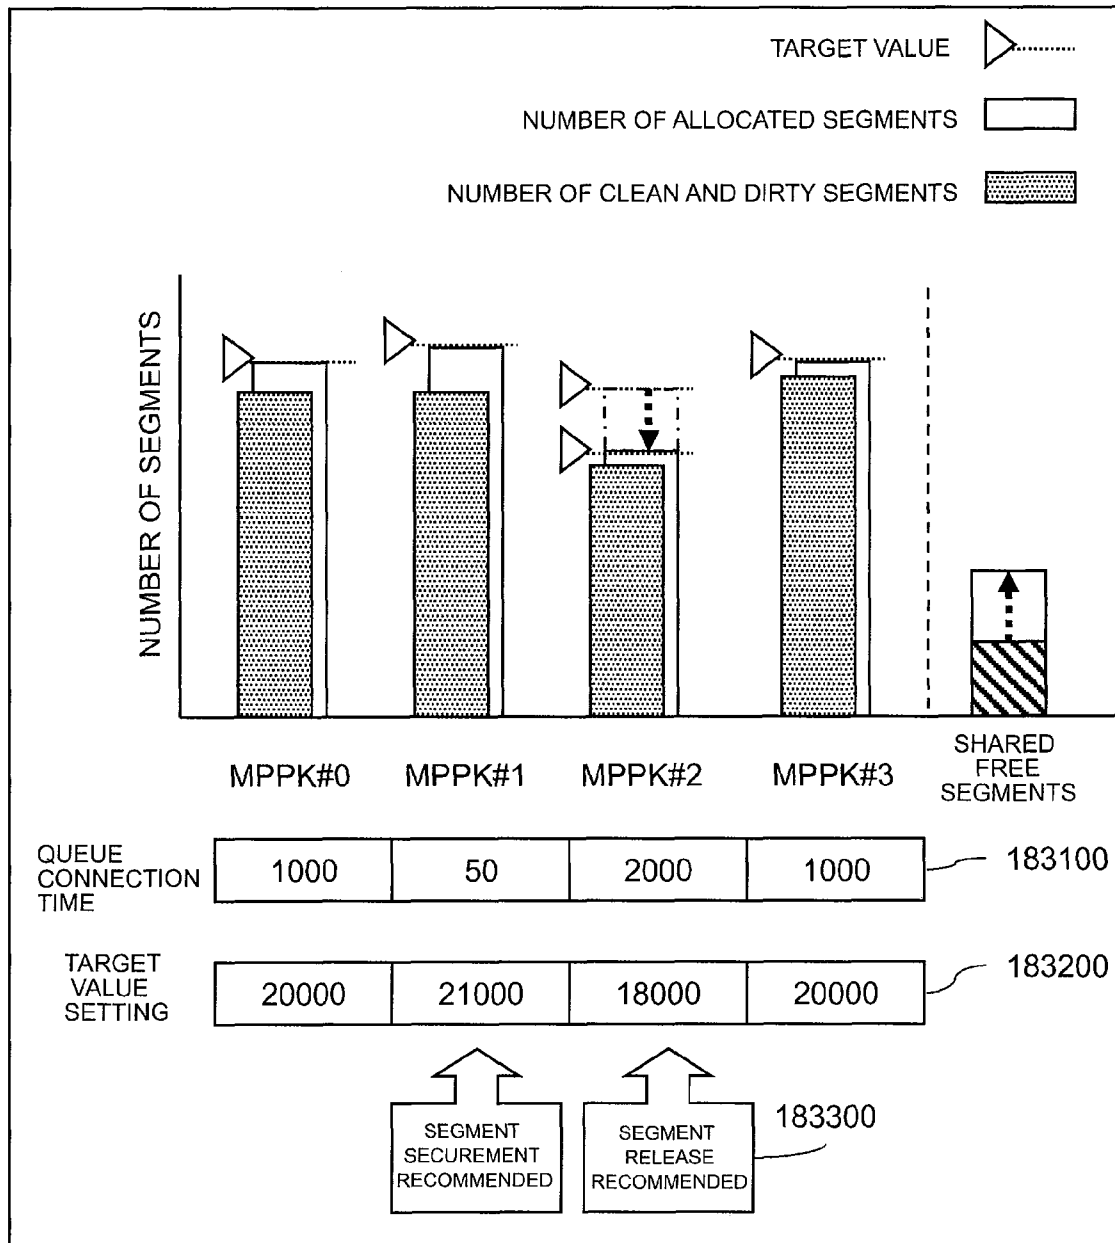 TARGET VALUE
NUMBER OF ALLOCATED SEGMENTS
NUMBER OF CLEAN AND DIRTY SEGMENTS
NUMBER OF SEGMENTS
MPPK#0
MPPK#1
MPPK#2
MPPK#3
SHARED
FREE
SEGMENTS
QUEUE
CONNECTION
TIME
1000
50
2000
1000
183100
TARGET
VALUE
SETTING
20000
21000
18000
20000
183200
SEGMENT
SECUREMENT
RECOMMENDED
SEGMENT
RELEASE
RECOMMENDED
183300